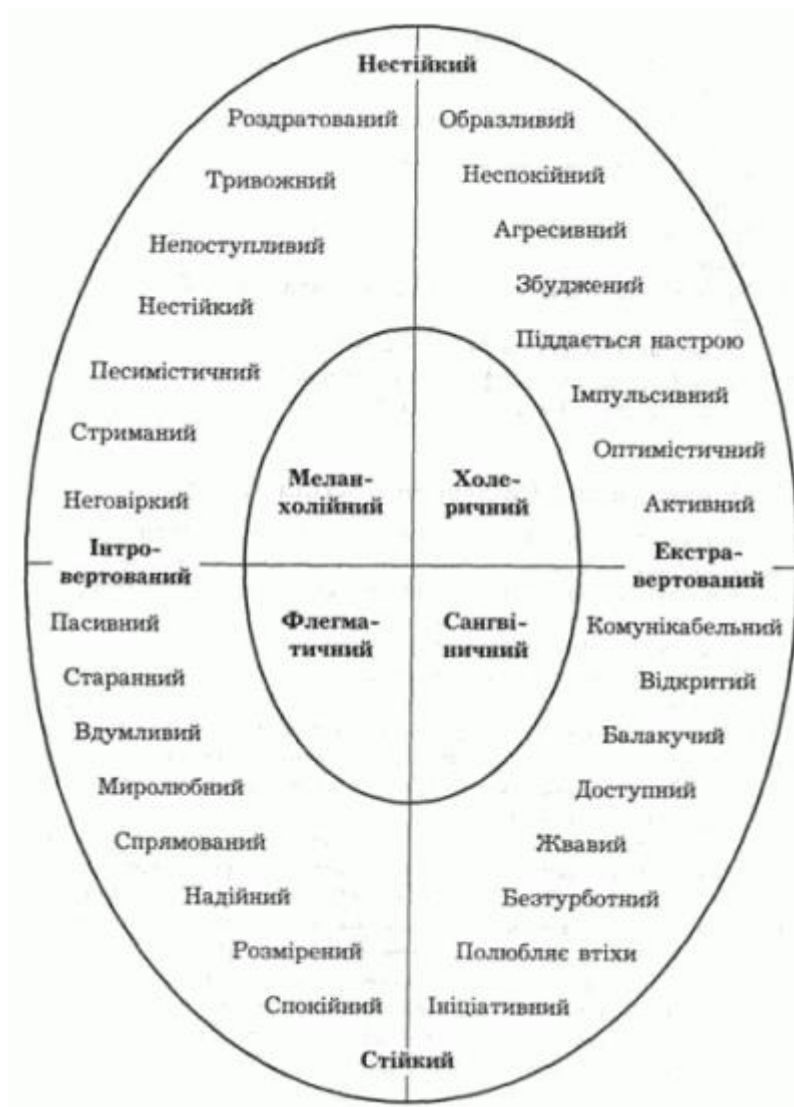 Нестійкий
Роздратований
Образливий
Тривожний
Неспокійний
Непоступливий
Агресивний
Нестійкий
Збуджений
Піддається настрою
Песимістичний
Імпульсивний
Стриманий
Оптимістичний
Мелан-
холійний
Холе-
ричний
Неговіркий
Активний
Інтро-
вертований
Екстра-
вертований
Пасивний
Флегма-
тичний
Сангві-
ничний
Комунікабельний
Старанний
Відкритий
Вдумливий
Балакучий
Миролюбний
Доступний
Спрямований
Жвавий
Надійний
Безтурботний
Розмірений
Полюбляє втіхи
Спокійний
Ініціативний
Стійкий